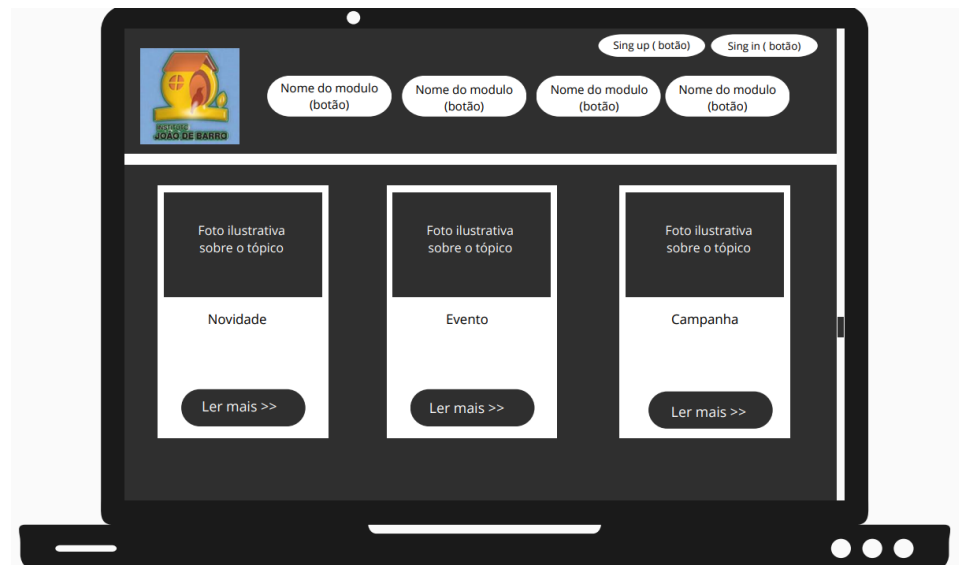 Sing up ( botão)
Sing in ( botão)
Nome do modulo
(botão)
Nome do modulo
(botão)
Nome do modulo
(botão)
Nome do modulo
(botão)
JOÃO DE BARRO
Foto ilustrativa
sobre o tópico
Foto ilustrativa
sobre o tópico
Foto ilustrativa
sobre o tópico
Novidade
Evento
Campanha
Ler mais >>
Ler mais >>
Ler mais >>